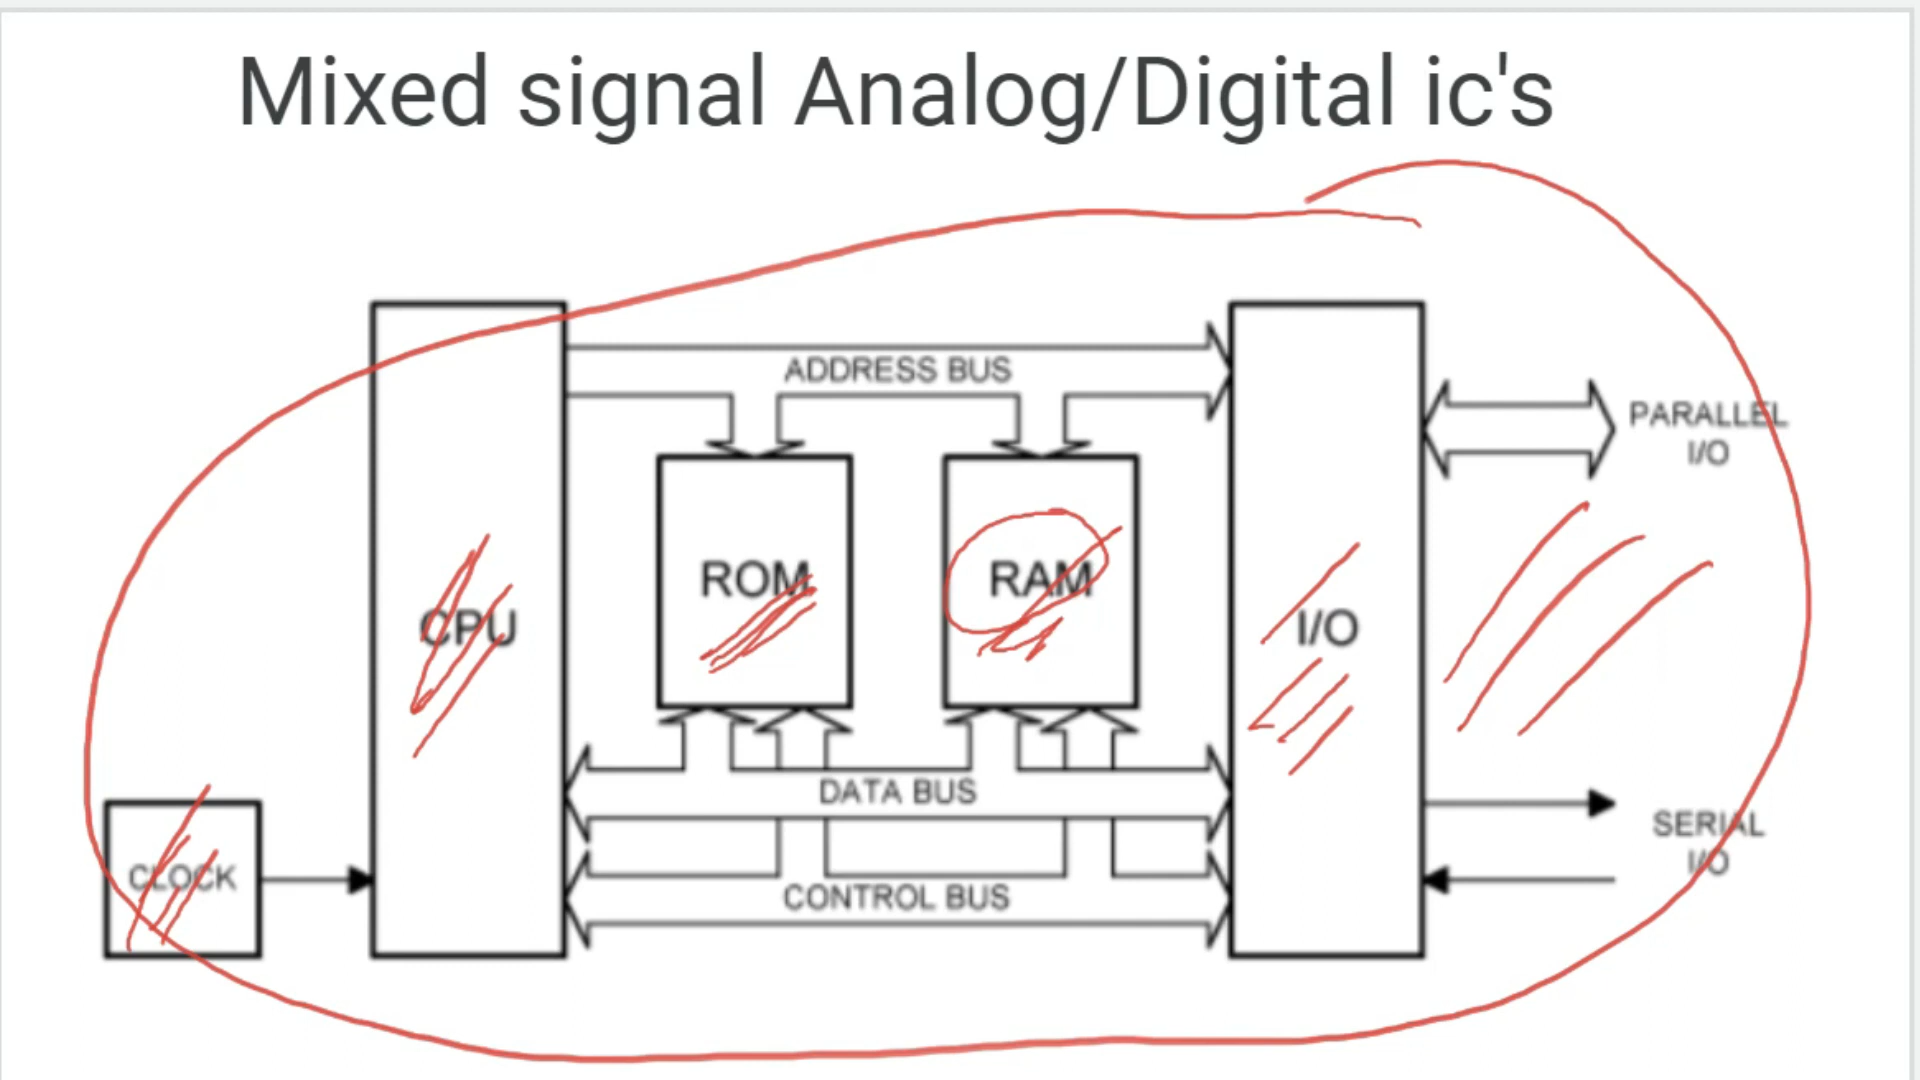 Mixed signal Analog/Digital ic's
ADDRESS BUS
PARALLEL
I/O
ROM
RAM
CPU
I/O
DATA BUS
SERIAL
I/O
CLOCK
CONTROL BUS